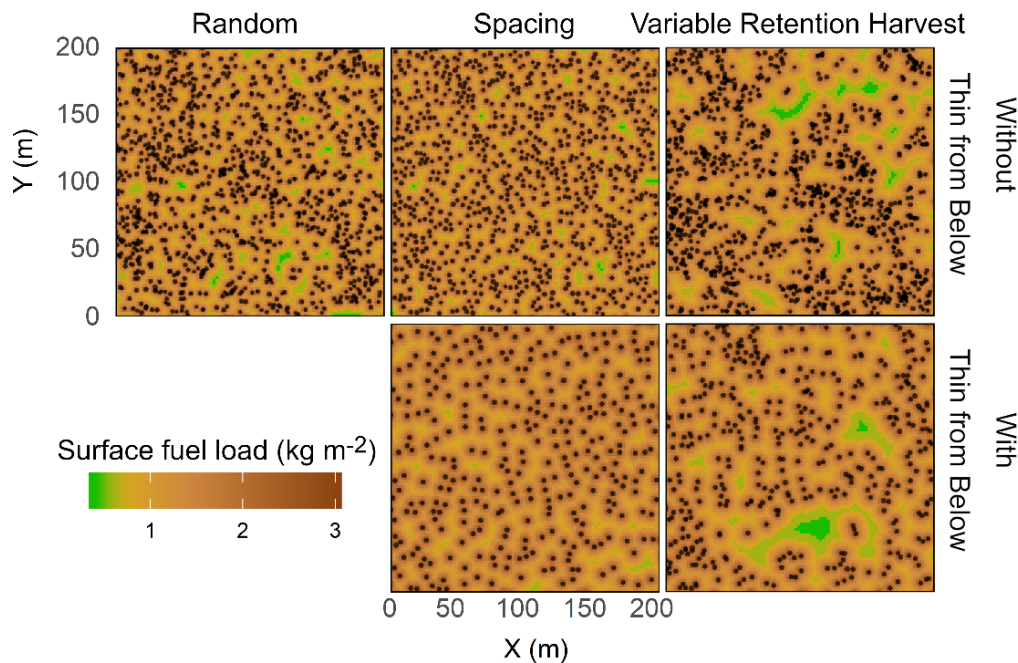 Random
Spacing
Variable Retention Harvest
200
150
100
50
0
Y (m)
Without
Thin from Below
With
Thin from Below
Surface fuel load (kg m-2)
1 2 3
0 50 100 150 200
X (m)